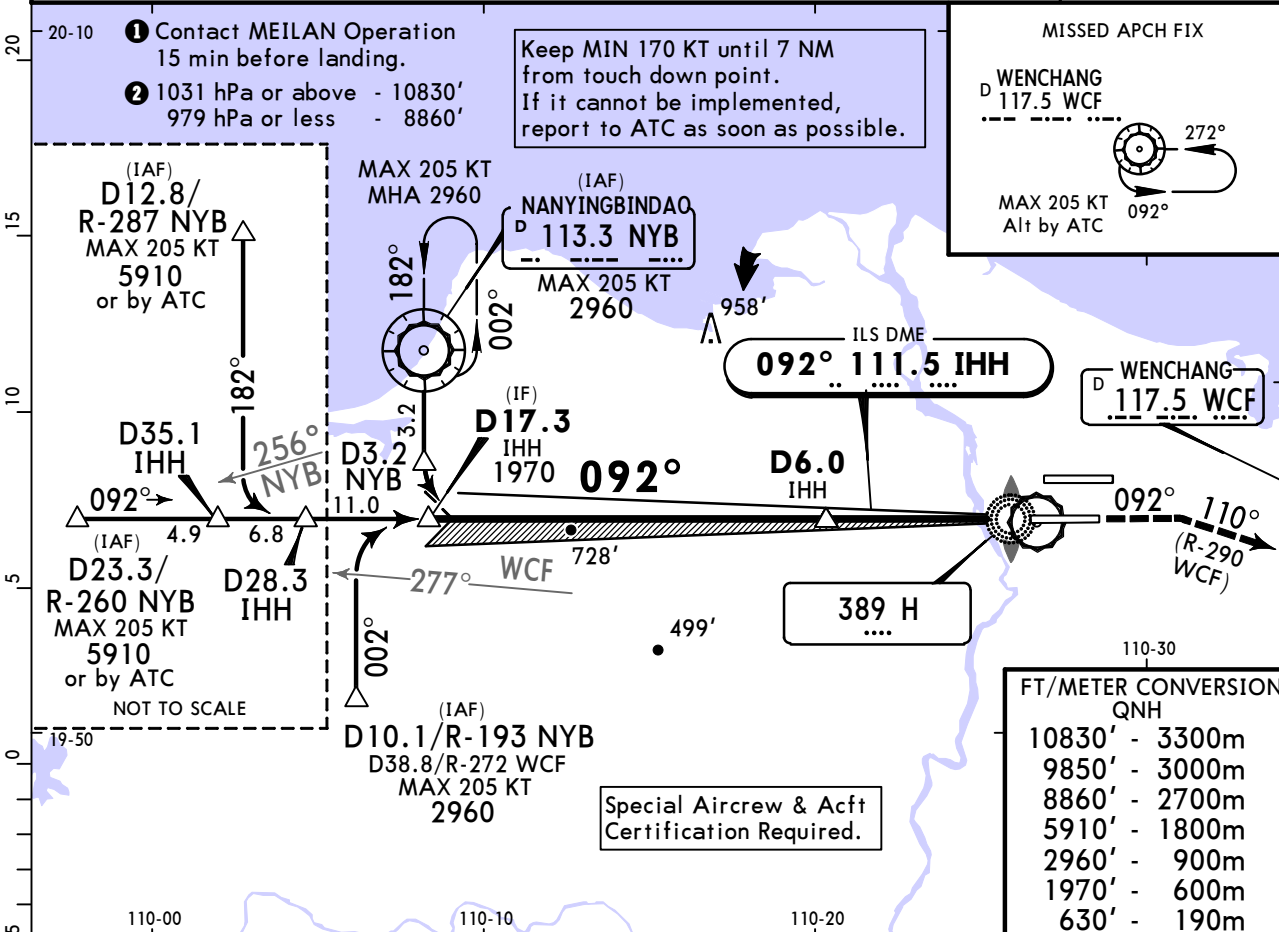 20-10
❶ Contact MEILAN Operation
15 min before landing.
❷ 1031 hPa or above - 10830'
979 hPa or less - 8860'
Keep MIN 170 KT until 7 NM
from touch down point.
If it cannot be implemented,
report to ATC as soon as possible.
MISSED APCH FIX
WENCHANG
D 117.5 WCF
272°
092°
MAX 205 KT
Alt by ATC
20
15
10
5
0
5
(IAF)
D12.8/
R-287 NYB
MAX 205 KT
5910
or by ATC
182°
MAX 205 KT
MHA 2960
182°
002°
(IAF)
NANYINGBINDAO
D 113.3 NYB
MAX 205 KT
2960
958'
ILS DME
092° 111.5 IHH
WENCHANG
D 117.5 WCF
D35.1
IHH
256°
NYB
D3.2
NYB
3.2
(IF)
D17.3
IHH
1970
092°
D6.0
IHH
092°
4.9
6.8
11.0
092°
110°
(R-290
WCF)
(IAF)
D23.3/
R-260 NYB
MAX 205 KT
5910
or by ATC
D28.3
IHH
NOT TO SCALE
277°
WCF
728'
002°
499'
389 H
110-30
(IAF)
D10.1/R-193 NYB
D38.8/R-272 WCF
MAX 205 KT
2960
19-50
Special Aircrew & Acft
Certification Required.
FT/METER CONVERSION
QNH
10830' - 3300m
9850' - 3000m
8860' - 2700m
5910' - 1800m
2960' - 900m
1970' - 600m
630' - 190m
110-00
110-10
110-20